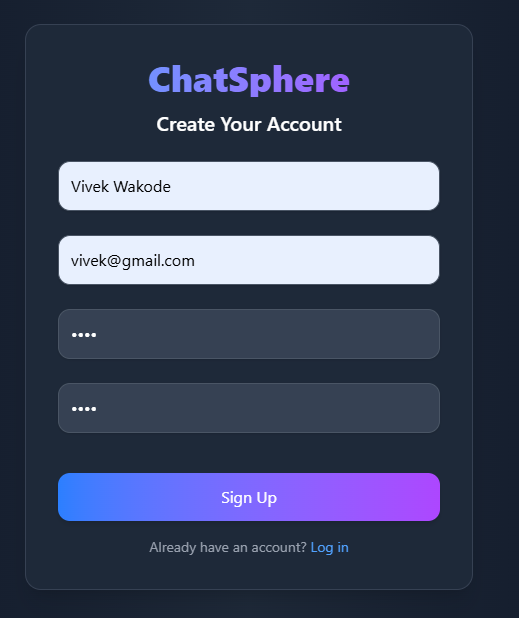 ChatSphere
Create Your Account
Vivek Wakode
vivek@gmail.com
••••
••••
Sign Up
Already have an account? Log in